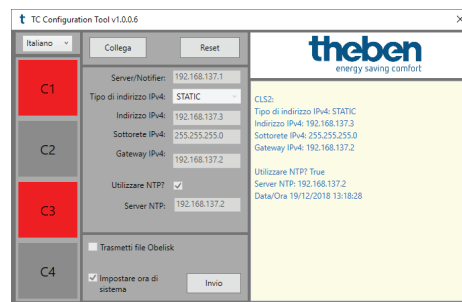 t TC Configuration Tool v1.0.0.6
Italiano
Collega
Reset
theben
energy saving comfort
C1
C2
C3
C4
Server/Notifier: 192.168.137.1
Tipo di indirizzo IPv4: STATIC
Indirizzo IPv4: 192.168.137.3
Sottorete IPv4: 255.255.255.0
Gateway IPv4: 192.168.137.2
Utilizzare NTP?
Server NTP: 192.168.137.2
Trasmetti file Obelisk
Impostare ora di
sistema
Invio
CLS2:
Tipo di indirizzo IPv4: STATIC
Indirizzo IPv4: 192.168.137.3
Sottorete IPv4: 255.255.255.0
Gateway IPv4: 192.168.137.2
Utilizzare NTP? True
Server NTP: 192.168.137.2
Data/Ora 19/12/2018 13:18:28